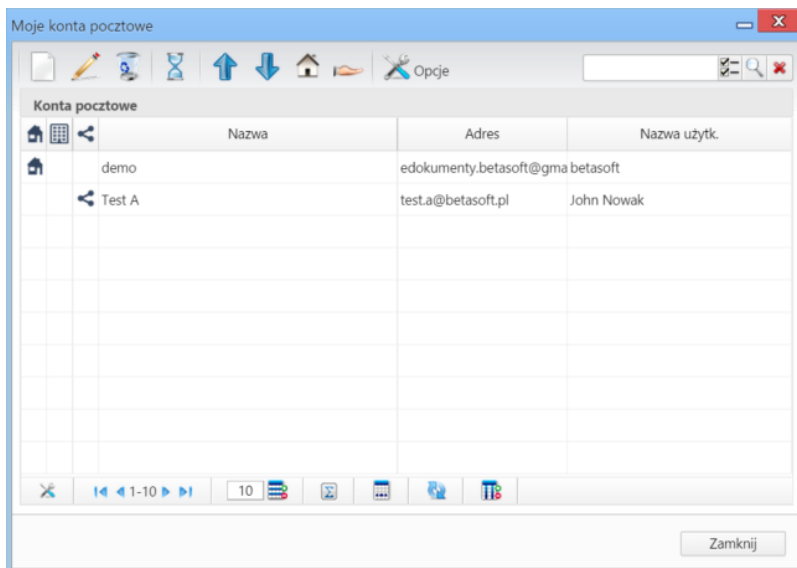 Moje konta pocztowe
Opcje
Konta pocztowe
Nazwa Adres Nazwa użytk.
demo edokumenty.betasoft@gma betasoft
Test A test.a@betasoft.pl John Nowak
1-10 10
Zamknij